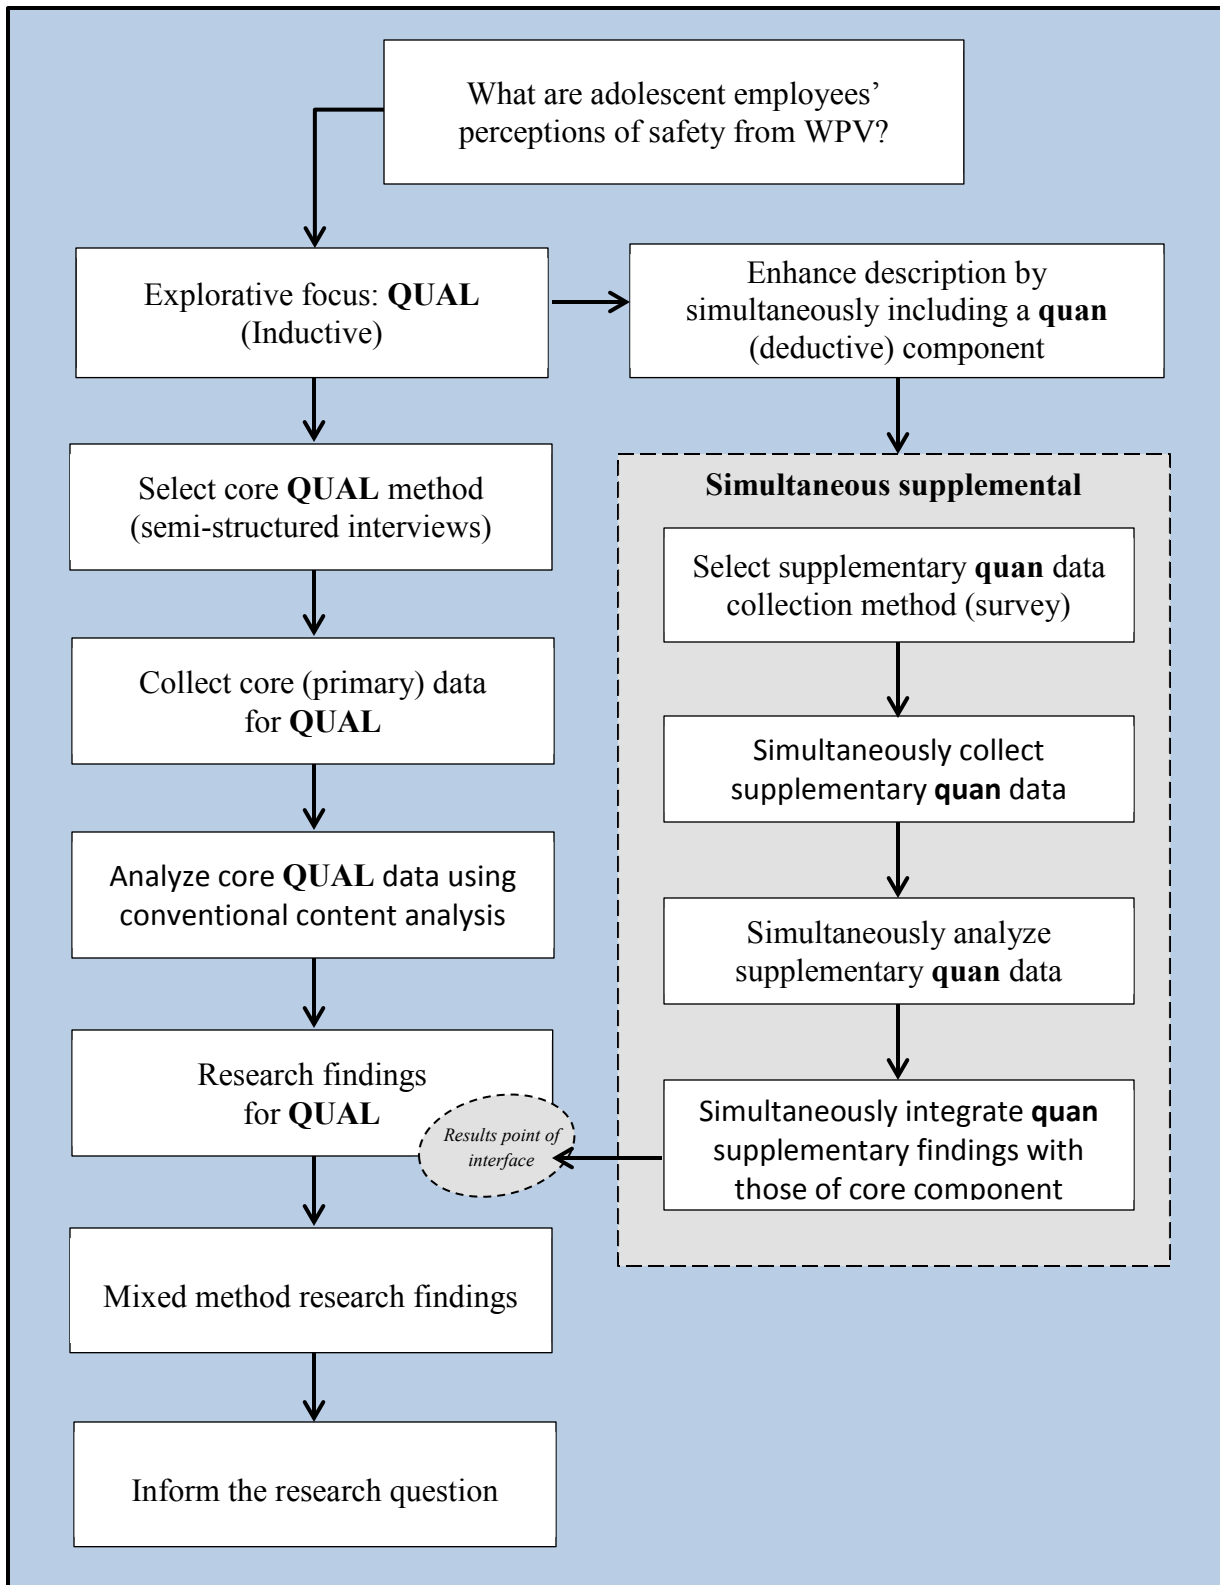 What are adolescent employees’
perceptions of safety from WPV?
Explorative focus: QUAL
(Inductive)
Enhance description by
simultaneously including a quan
(deductive) component
Select core QUAL method
(semi-structured interviews)
Collect core (primary) data
for QUAL
Analyze core QUAL data using
conventional content analysis
Research findings
for QUAL
Simultaneous supplemental
Select supplementary quan data
collection method (survey)
Simultaneously collect
supplementary quan data
Simultaneously analyze
supplementary quan data
Simultaneously integrate quan
supplementary findings with
those of core component
Results point of
interface
Mixed method research findings
Inform the research question